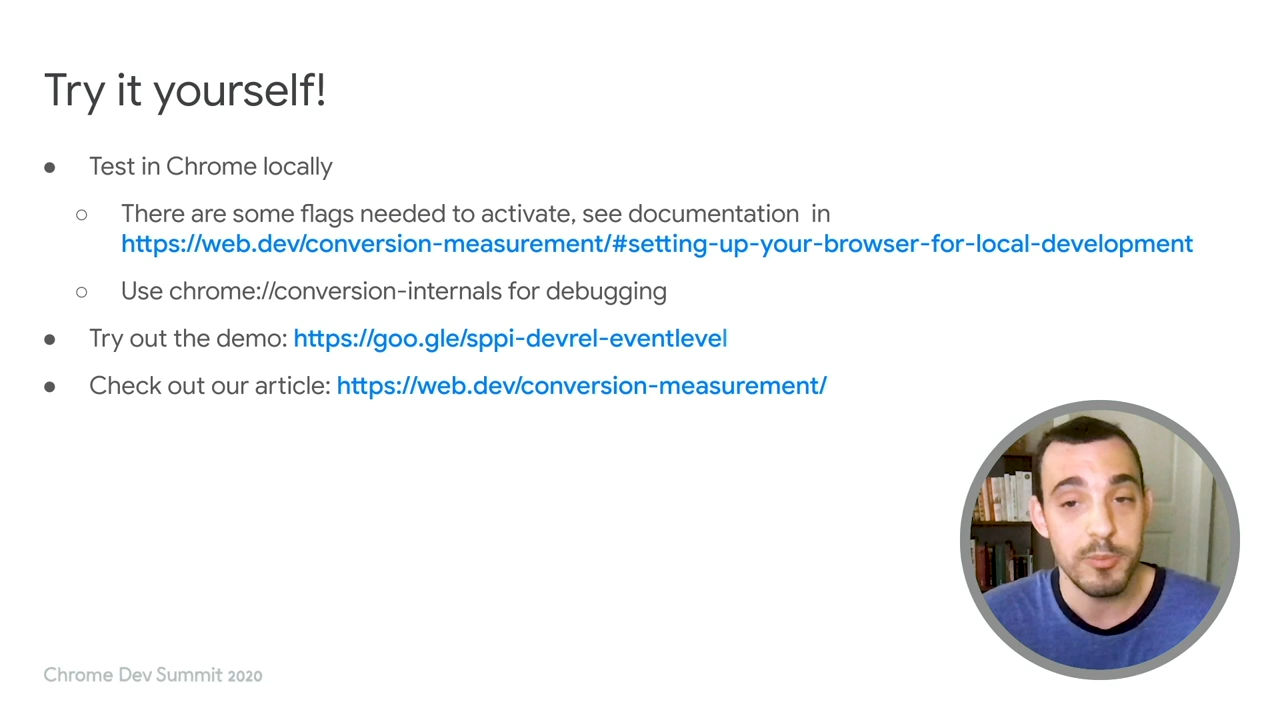 Try it yourself!
● Test in Chrome locally
○ There are some flags needed to activate, see documentation  in
https://web.dev/conversion-measurement/#setting-up-your-browser-for-local-development
○ Use chrome://conversion-internals for debugging
● Try out the demo: https://goo.gle/sppi-devrel-eventlevel
● Check out our article: https://web.dev/conversion-measurement/
Chrome Dev Summit 2020